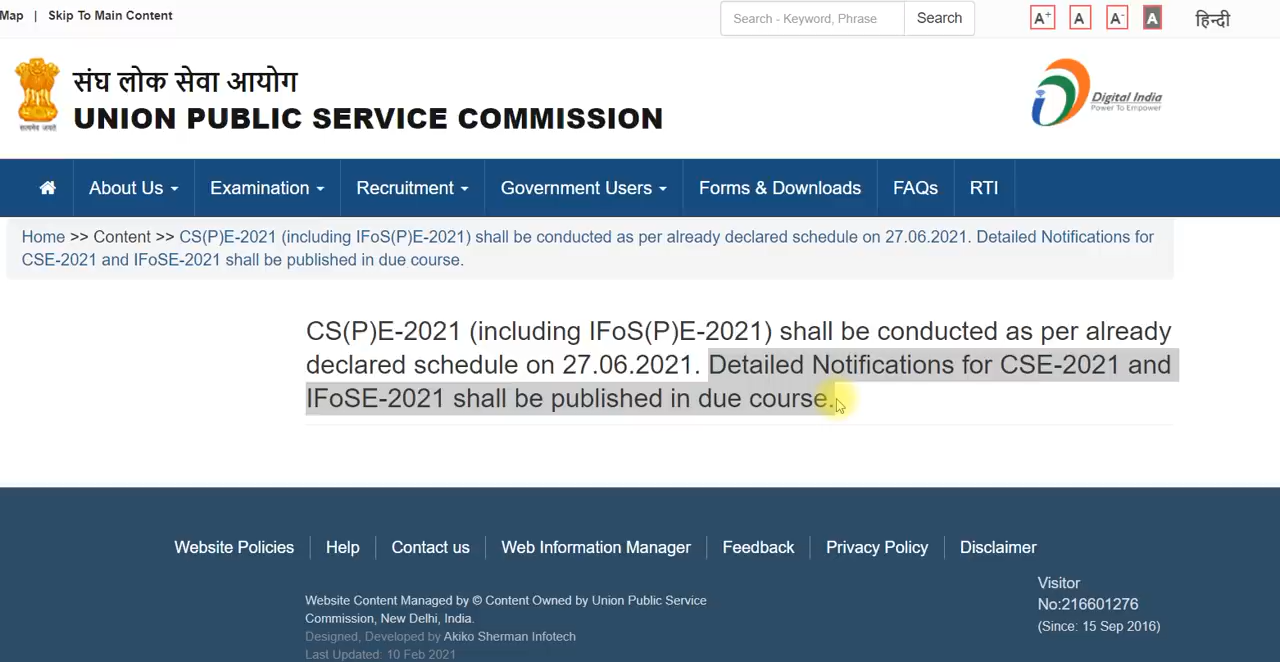 Map | Skip To Main Content
Search - Keyword, Phrase Search A+ A A- A हिन्दी
संघ लोक सेवा आयोग
UNION PUBLIC SERVICE COMMISSION
सत्यमेव जयते
Digital India
Power To Empower
About Us Examination Recruitment Government Users Forms & Downloads FAQs RTI
Home >> Content >> CS(P)E-2021 (including IFoS(P)E-2021) shall be conducted as per already declared schedule on 27.06.2021. Detailed Notifications for
CSE-2021 and IFoSE-2021 shall be published in due course.
CS(P)E-2021 (including IFoS(P)E-2021) shall be conducted as per already
declared schedule on 27.06.2021. Detailed Notifications for CSE-2021 and
IFoSE-2021 shall be published in due course.
Website Policies Help Contact us Web Information Manager Feedback Privacy Policy Disclaimer
Website Content Managed by © Content Owned by Union Public Service
Commission, New Delhi, India.
Designed, Developed by Akiko Sherman Infotech
Last Updated: 10 Feb 2021
Visitor
No:216601276
(Since: 15 Sep 2016)